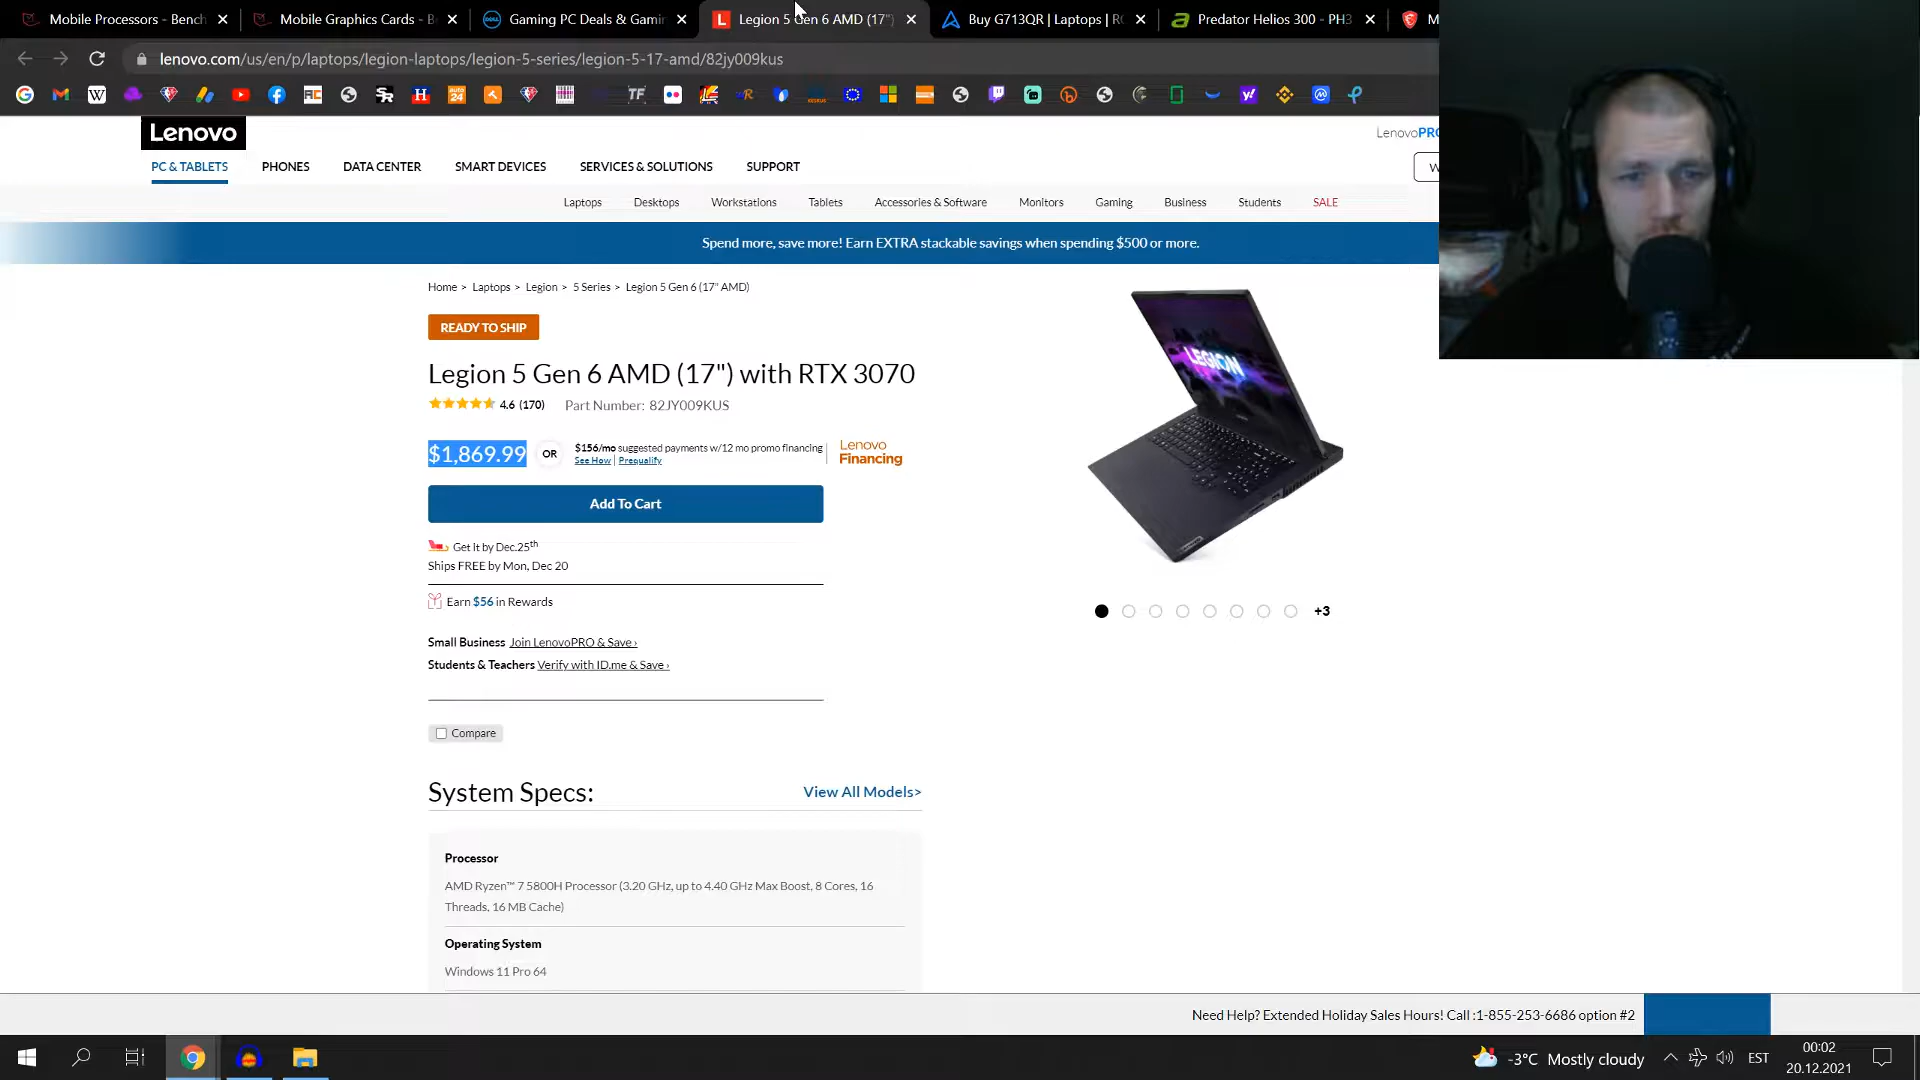 Mobile Processors - Bench
Mobile Graphics Cards - B
Gaming PC Deals & Gamin
Legion 5 Gen 6 AMD (17")
Buy G713QR | Laptops | RO
Predator Helios 300 - PH3
M
lenovo.com/us/en/p/laptops/legion-laptops/legion-5-series/legion-5-17-amd/82jy009kus
Lenovo
LenovoPRO
PC & TABLETS
PHONES
DATA CENTER
SMART DEVICES
SERVICES & SOLUTIONS
SUPPORT
Laptops
Desktops
Workstations
Tablets
Accessories & Software
Monitors
Gaming
Business
Students
SALE
Spend more, save more! Earn EXTRA stackable savings when spending $500 or more.
Home > Laptops > Legion > 5 Series > Legion 5 Gen 6 (17" AMD)
READY TO SHIP
Legion 5 Gen 6 AMD (17") with RTX 3070
4.6 (170) Part Number: 82JY009KUS
$1,869.99 OR $156/mo suggested payments w/12 mo promo financing
See How | Prequalify
Lenovo
Financing
Add To Cart
Get It by Dec.25th
Ships FREE by Mon, Dec 20
Earn $56 in Rewards
Small Business Join LenovoPRO & Save ›
Students & Teachers Verify with ID.me & Save ›
Compare
LEGION
+3
System Specs:
View All Models>
Processor
AMD Ryzen™ 7 5800H Processor (3.20 GHz, up to 4.40 GHz Max Boost, 8 Cores, 16
Threads, 16 MB Cache)
Operating System
Windows 11 Pro 64
Need Help? Extended Holiday Sales Hours! Call :1-855-253-6686 option #2
-3°C Mostly cloudy
EST
00:02
20.12.2021